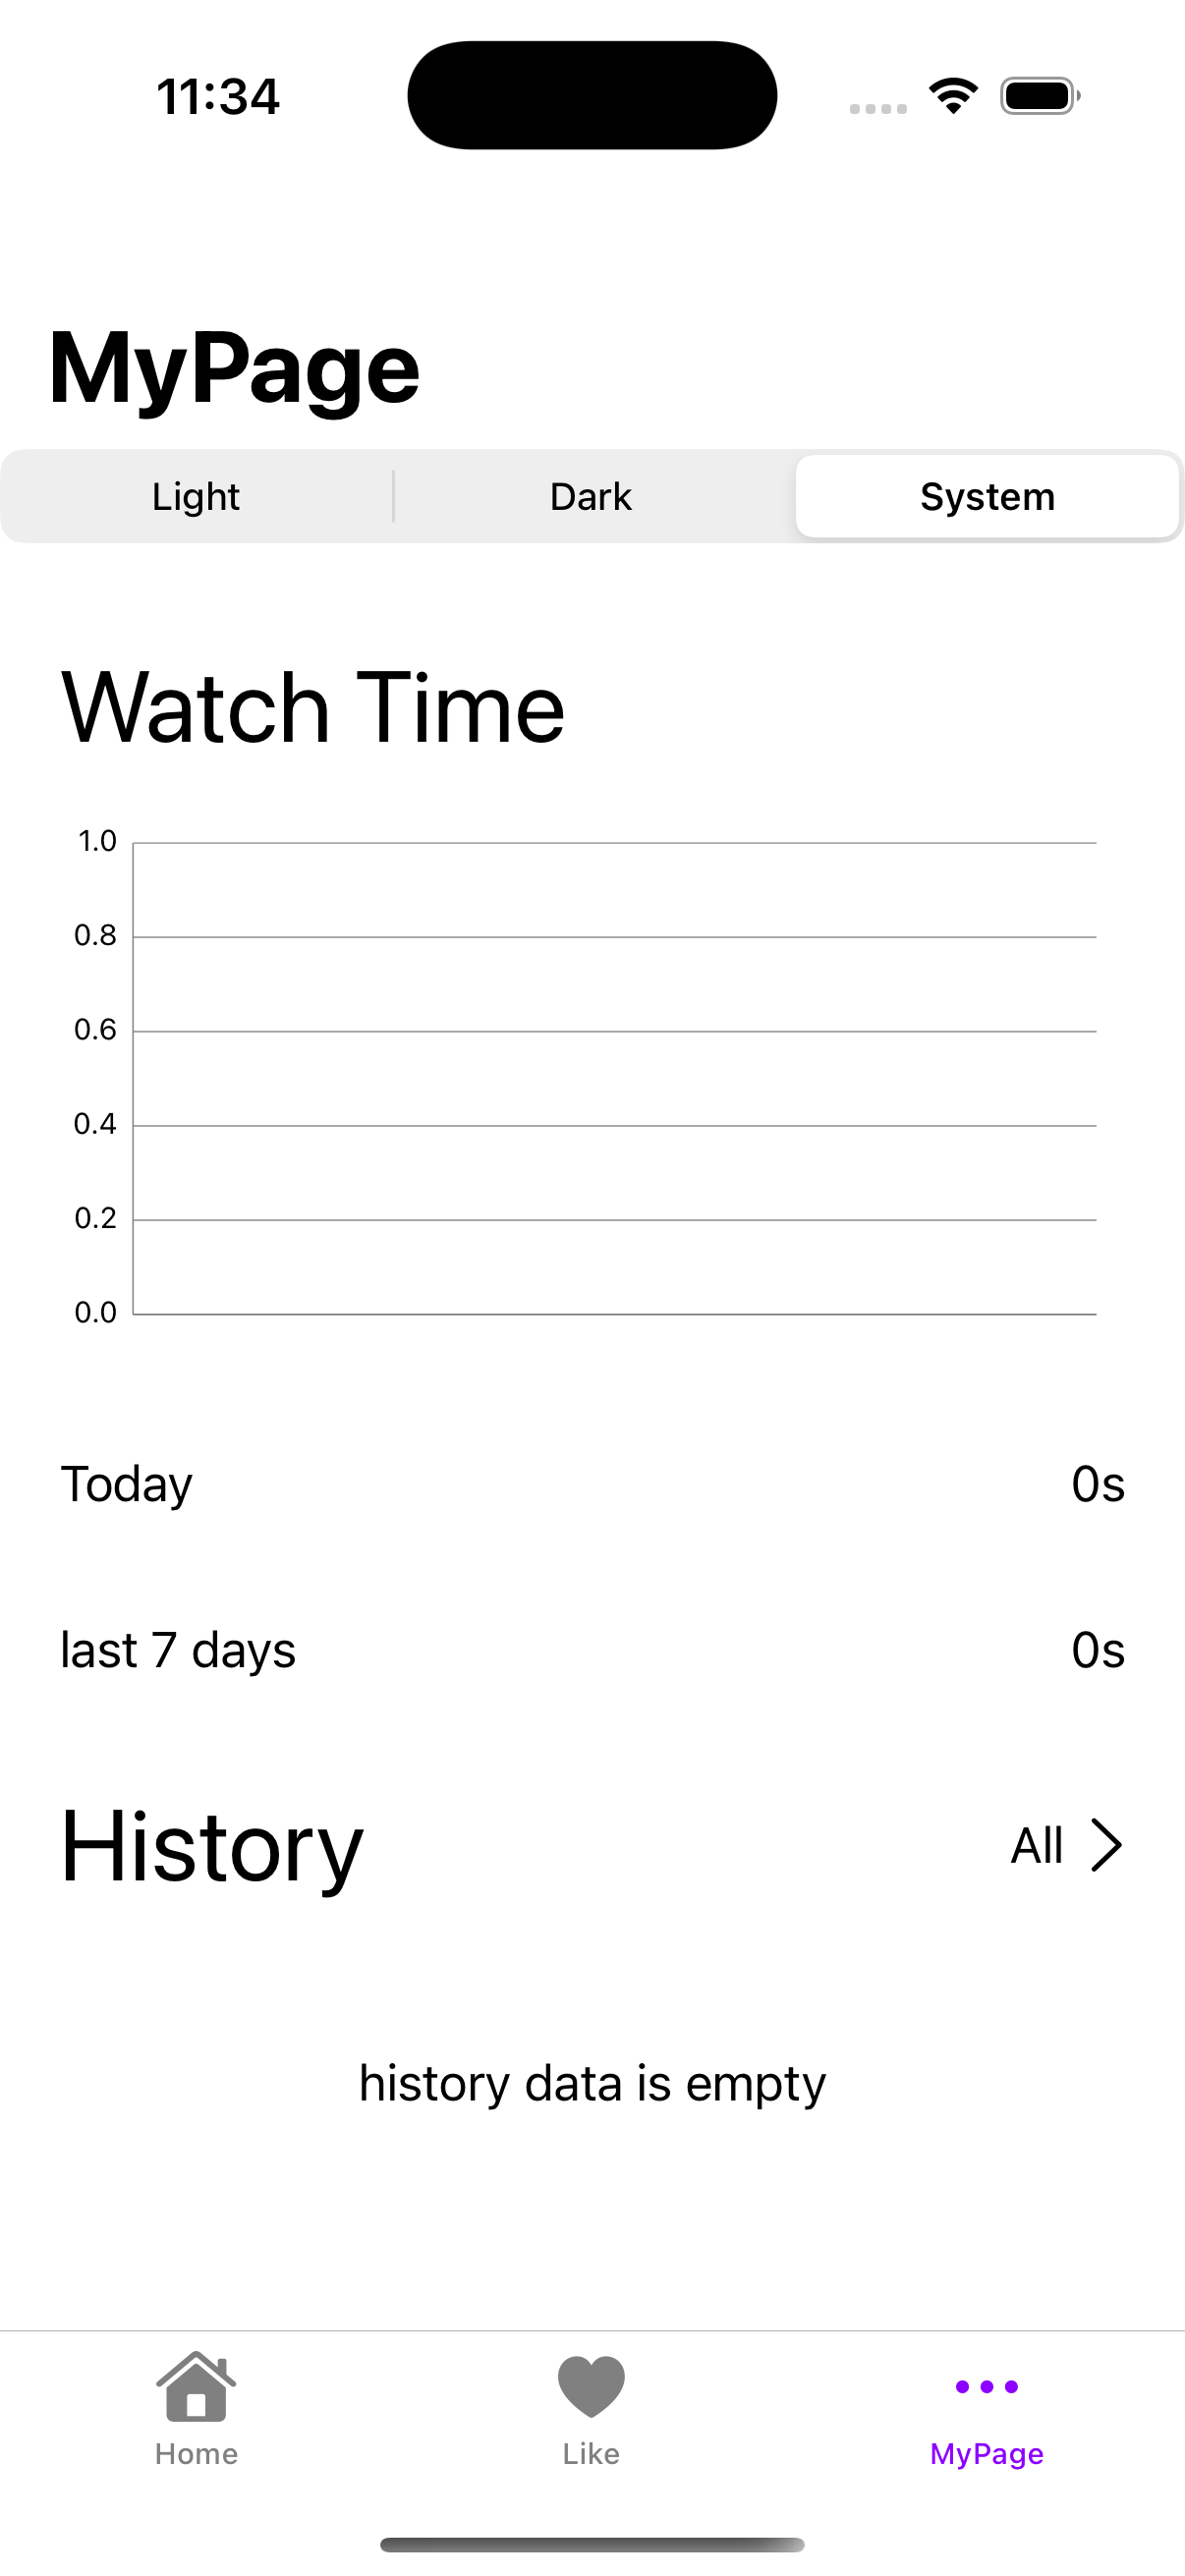 11:34
MyPage
Light Dark System
Watch Time
1.0
0.8
0.6
0.4
0.2
0.0
Today 0s
last 7 days 0s
History All
history data is empty
Home Like MyPage